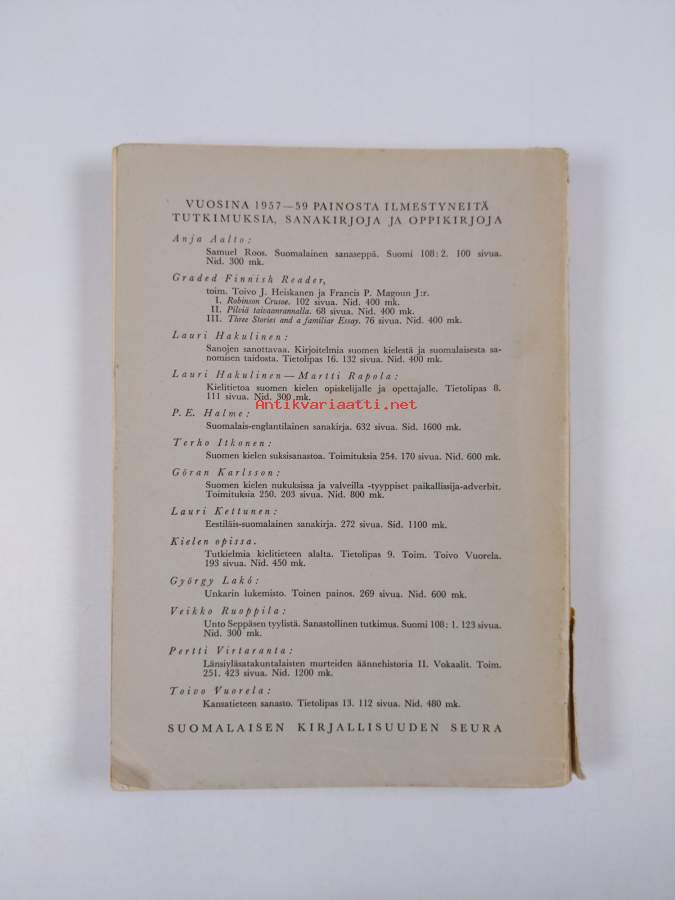 VUOSINA 1957—59 PAINOSTA ILMESTYNEITÄ
TUTKIMUKSIA, SANAKIRJOJA JA OPPIKIRJOJA
Anja Aalto:
Samuel Roos. Suomalainen sanaseppä. Suomi 108: 2. 100 sivua.
Nid. 300 mk.
Graded Finnish Reader,
toim. Toivo J. Heiskanen ja Francis P. Magoun J:r.
I. Robinson Crusoe. 102 sivua. Nid. 400 mk.
II. Pilviä taivaanrannalla. 68 sivua. Nid. 400 mk.
III. Three Stories and a familiar Essay. 76 sivua. Nid. 400 mk.
Lauri Hakulinen:
Sanojen sanottavaa. Kirjoitelmia suomen kielestä ja suomalaisesta sa-
nomisen taidosta. Tietolipas 16. 132 sivua. Nid. 400 mk.
Lauri Hakulinen — Martti Rapola:
Kielitietoa suomen kielen opiskelijalle ja opettajalle. Tietolipas 8.
111 sivua. Nid. 300 mk.
Antikvariaatti.net
P. E. Halme:
Suomalais-englantilainen sanakirja. 632 sivua. Sid. 1600 mk.
Terho Itkonen:
Suomen kielen suksisanastoa. Toimituksia 254. 170 sivua. Nid. 600 mk.
Göran Karlsson:
Suomen kielen nukuksissa ja valveilla -tyyppiset paikallissija-adverbit.
Toimituksia 250. 203 sivua. Nid. 800 mk.
Lauri Kettunen:
Eestiläis-suomalainen sanakirja. 272 sivua. Sid. 1100 mk.
Kielen opissa.
Tutkielmia kielitieteen alalta. Tietolipas 9. Toim. Toivo Vuorela.
193 sivua. Nid. 450 mk.
György Lakó:
Unkarin lukemisto. Toinen painos. 269 sivua. Nid. 600 mk.
Veikko Ruoppila:
Unto Seppäsen tyylistä. Sanastollinen tutkimus. Suomi 108: 1. 123 sivua.
Nid. 300 mk.
Pertti Virtaranta:
Länsiyläsatakuntalaisten murteiden äännehistoria II. Vokaalit. Toim.
251. 423 sivua. Nid. 1200 mk.
Toivo Vuorela:
Kansatieteen sanasto. Tietolipas 13. 112 sivua. Nid. 480 mk.
SUOMALAISEN KIRJALLISUUDEN SEURA